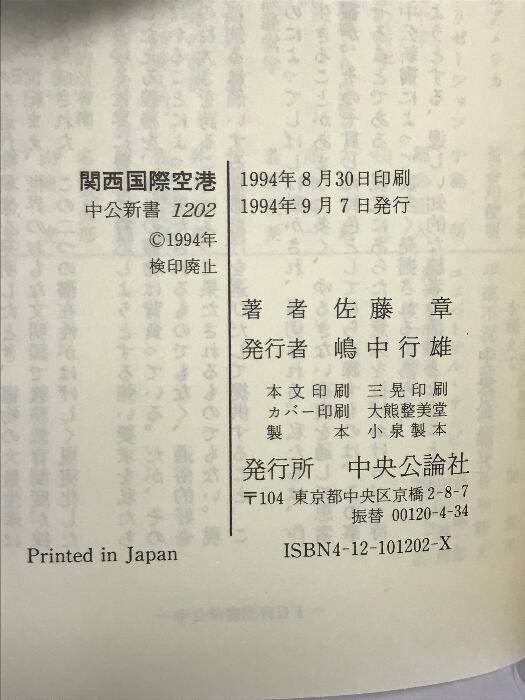 関西国際空港
中公新書 1202
©1994年
検印廃止
1994年8月30日印刷
1994年9月7日発行
著者 佐藤 章
発行者 嶋中行雄
本文印刷 三晃印刷
カバー印刷 大熊整美堂
製本 小泉製本
発行所 中央公論社
〒104 東京都中央区京橋2-8-7
振替 00120-4-34
Printed in Japan
ISBN4-12-101202-X